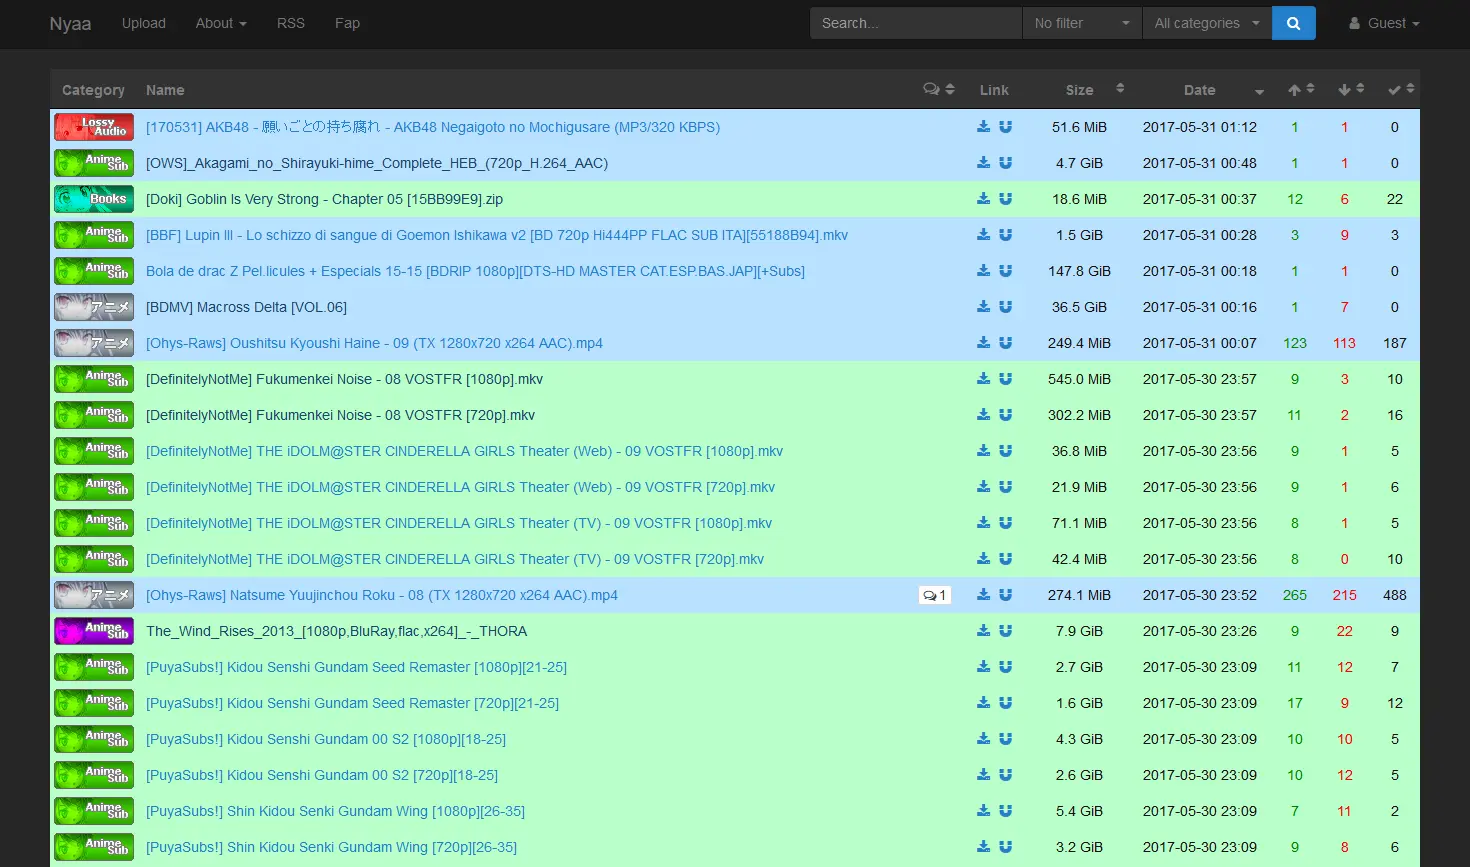 Nyaa Upload About RSS Fap Search... No filter All categories Guest
Category Name Link Size Date
Lossy Audio [170531] AKB48 - 願いごとの持ち腐れ - AKB48 Negaigoto no Mochigusare (MP3/320 KBPS) 51.6 MiB 2017-05-31 01:12 1 1 0
Anime Sub [OWS]_Akagami_no_Shirayuki-hime_Complete_HEB_(720p_H.264_AAC) 4.7 GiB 2017-05-31 00:48 1 1 0
Books [Doki] Goblin Is Very Strong - Chapter 05 [15BB99E9].zip 18.6 MiB 2017-05-31 00:37 12 6 22
Anime Sub [BBF] Lupin III - Lo schizzo di sangue di Goemon Ishikawa v2 [BD 720p Hi444PP FLAC SUB ITA][55188B94].mkv 1.5 GiB 2017-05-31 00:28 3 9 3
Anime Sub Bola de drac Z Pel.licules + Especials 15-15 [BDRIP 1080p][DTS-HD MASTER CAT.ESP.BAS.JAP][+Subs] 147.8 GiB 2017-05-31 00:18 1 1 0
アニメ [BDMV] Macross Delta [VOL.06] 36.5 GiB 2017-05-31 00:16 1 7 0
アニメ [Ohys-Raws] Oushitsu Kyoushi Haine - 09 (TX 1280x720 x264 AAC).mp4 249.4 MiB 2017-05-31 00:07 123 113 187
Anime Sub [DefinitelyNotMe] Fukumenkei Noise - 08 VOSTFR [1080p].mkv 545.0 MiB 2017-05-30 23:57 9 3 10
Anime Sub [DefinitelyNotMe] Fukumenkei Noise - 08 VOSTFR [720p].mkv 302.2 MiB 2017-05-30 23:57 11 2 16
Anime Sub [DefinitelyNotMe] THE iDOLM@STER CINDERELLA GIRLS Theater (Web) - 09 VOSTFR [1080p].mkv 36.8 MiB 2017-05-30 23:56 9 1 5
Anime Sub [DefinitelyNotMe] THE iDOLM@STER CINDERELLA GIRLS Theater (Web) - 09 VOSTFR [720p].mkv 21.9 MiB 2017-05-30 23:56 9 1 6
Anime Sub [DefinitelyNotMe] THE iDOLM@STER CINDERELLA GIRLS Theater (TV) - 09 VOSTFR [1080p].mkv 71.1 MiB 2017-05-30 23:56 8 1 5
Anime Sub [DefinitelyNotMe] THE iDOLM@STER CINDERELLA GIRLS Theater (TV) - 09 VOSTFR [720p].mkv 42.4 MiB 2017-05-30 23:56 8 0 10
アニメ [Ohys-Raws] Natsume Yuujinchou Roku - 08 (TX 1280x720 x264 AAC).mp4 1 274.1 MiB 2017-05-30 23:52 265 215 488
Anime Sub The_Wind_Rises_2013_[1080p,BluRay,flac,x264]_-_THORA 7.9 GiB 2017-05-30 23:26 9 22 9
Anime Sub [PuyaSubs!] Kidou Senshi Gundam Seed Remaster [1080p][21-25] 2.7 GiB 2017-05-30 23:09 11 12 7
Anime Sub [PuyaSubs!] Kidou Senshi Gundam Seed Remaster [720p][21-25] 1.6 GiB 2017-05-30 23:09 17 9 12
Anime Sub [PuyaSubs!] Kidou Senshi Gundam 00 S2 [1080p][18-25] 4.3 GiB 2017-05-30 23:09 10 10 5
Anime Sub [PuyaSubs!] Kidou Senshi Gundam 00 S2 [720p][18-25] 2.6 GiB 2017-05-30 23:09 10 12 5
Anime Sub [PuyaSubs!] Shin Kidou Senki Gundam Wing [1080p][26-35] 5.4 GiB 2017-05-30 23:09 7 11 2
Anime Sub [PuyaSubs!] Shin Kidou Senki Gundam Wing [720p][26-35] 3.2 GiB 2017-05-30 23:09 9 8 6